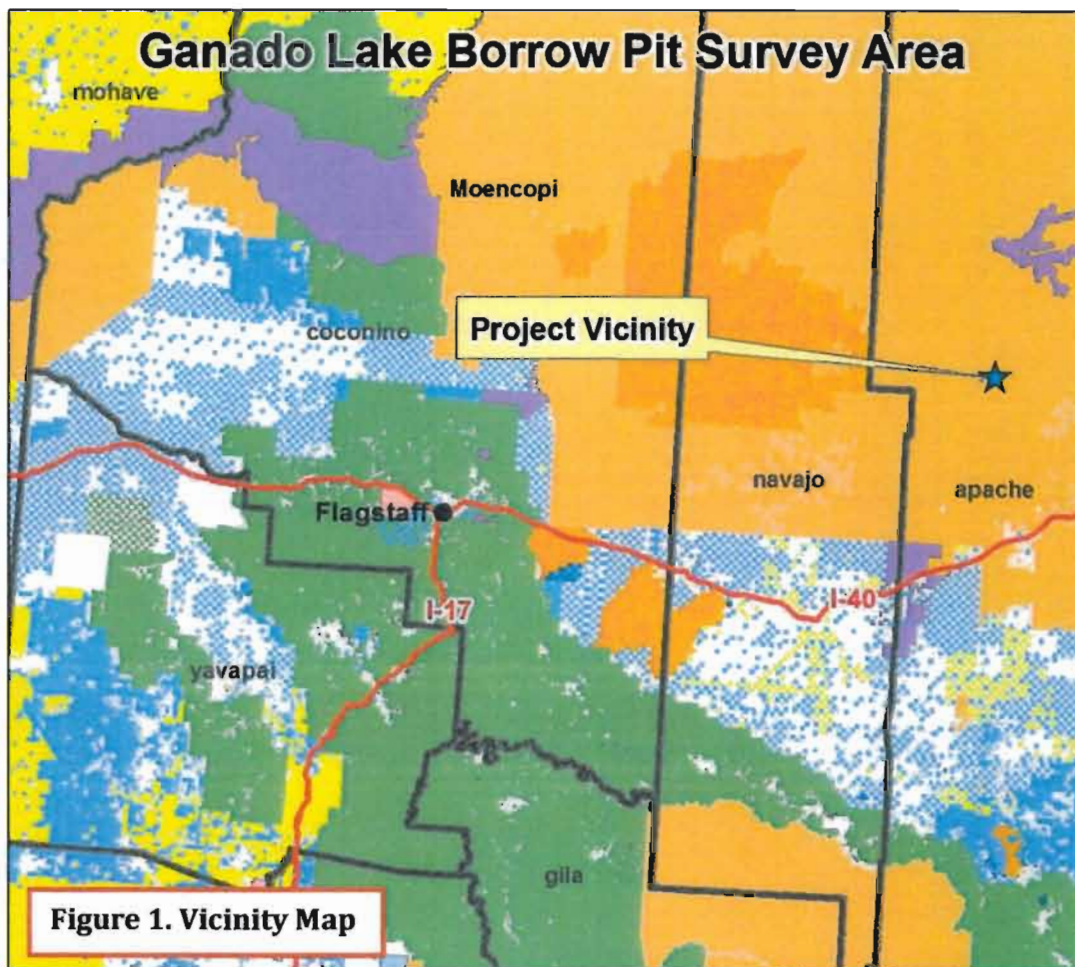 Ganado Lake Borrow Pit Survey Area
mohave
Moencopi
coconino
Project Vicinity
navajo
apache
Flagstaff
I-17
I-40
yavapai
gila
Figure 1. Vicinity Map